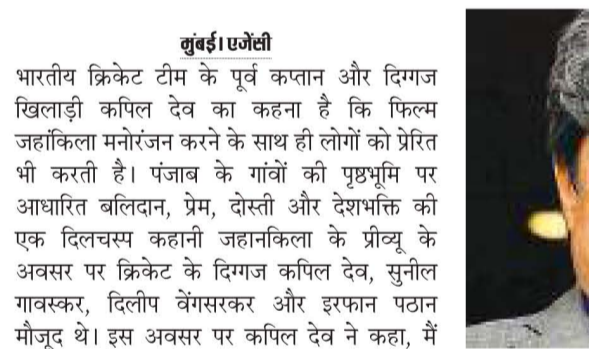 मुंबई। एजेंसी
भारतीय क्रिकेट टीम के पूर्व कप्तान और दिग्गज
खिलाड़ी कपिल देव का कहना है कि फिल्म
जहांकिला मनोरंजन करने के साथ ही लोगों को प्रेरित
भी करती है। पंजाब के गांवों की पृष्ठभूमि पर
आधारित बलिदान, प्रेम, दोस्ती और देशभक्ति की
एक दिलचस्प कहानी जहानकिला के प्रीव्यू के
अवसर पर क्रिकेट के दिग्गज कपिल देव, सुनील
गावस्कर, दिलीप वेंगसरकर और इरफान पठान
मौजूद थे। इस अवसर पर कपिल देव ने कहा, मैं